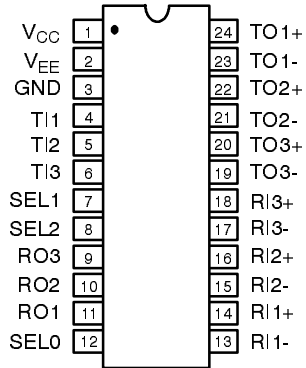 VCC 1 24 TO1+
VEE 2 23 TO1-
GND 3 22 TO2+
TI1 4 21 TO2-
TI2 5 20 TO3+
TI3 6 19 TO3-
SEL1 7 18 RI3+
SEL2 8 17 RI3-
RO3 9 16 RI2+
RO2 10 15 RI2-
RO1 11 14 RI1+
SEL0 12 13 RI1-